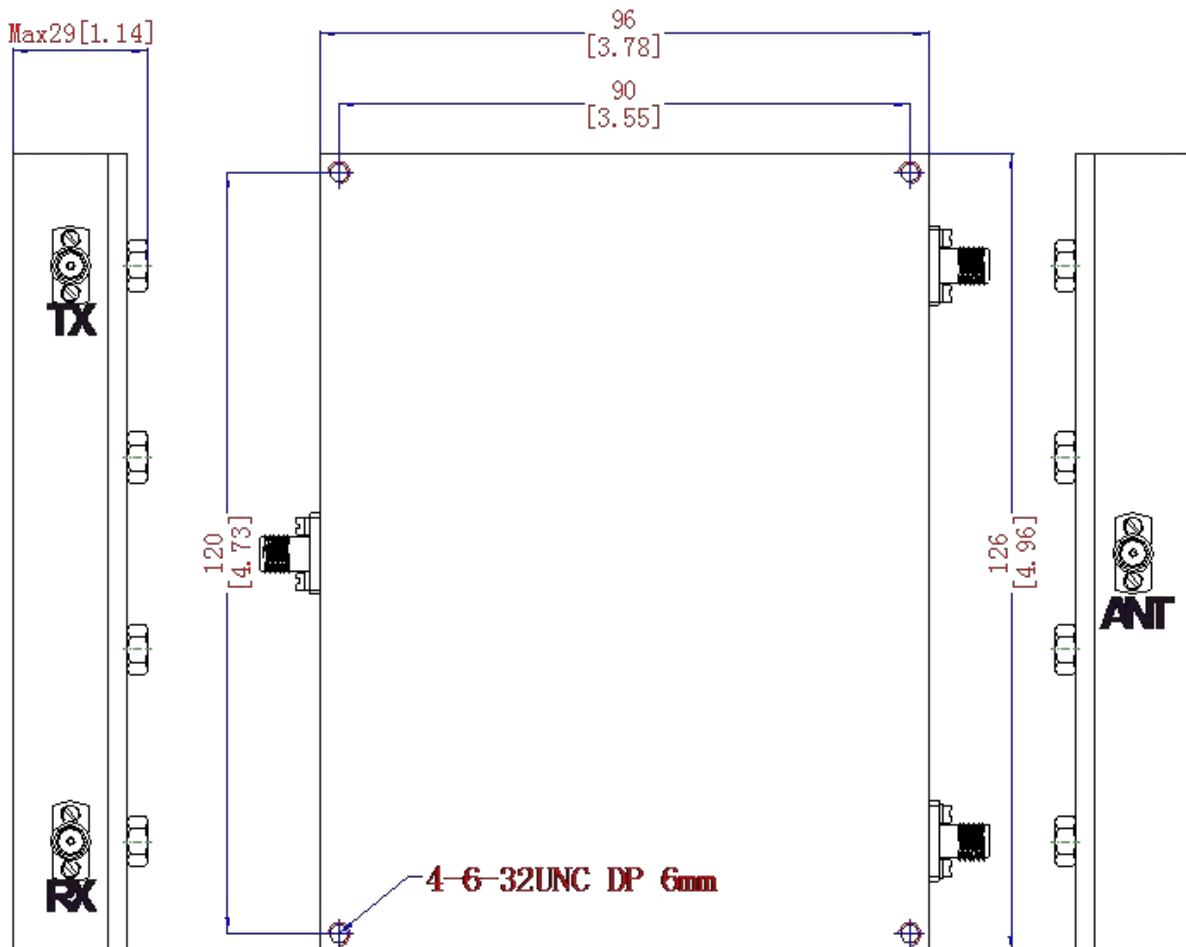 Max29[1.14]
96
[3.78]
90
[3.55]
TX
120
[4.73]
126
[4.96]
ANT
RX
4-6-32UNC DP 6mm